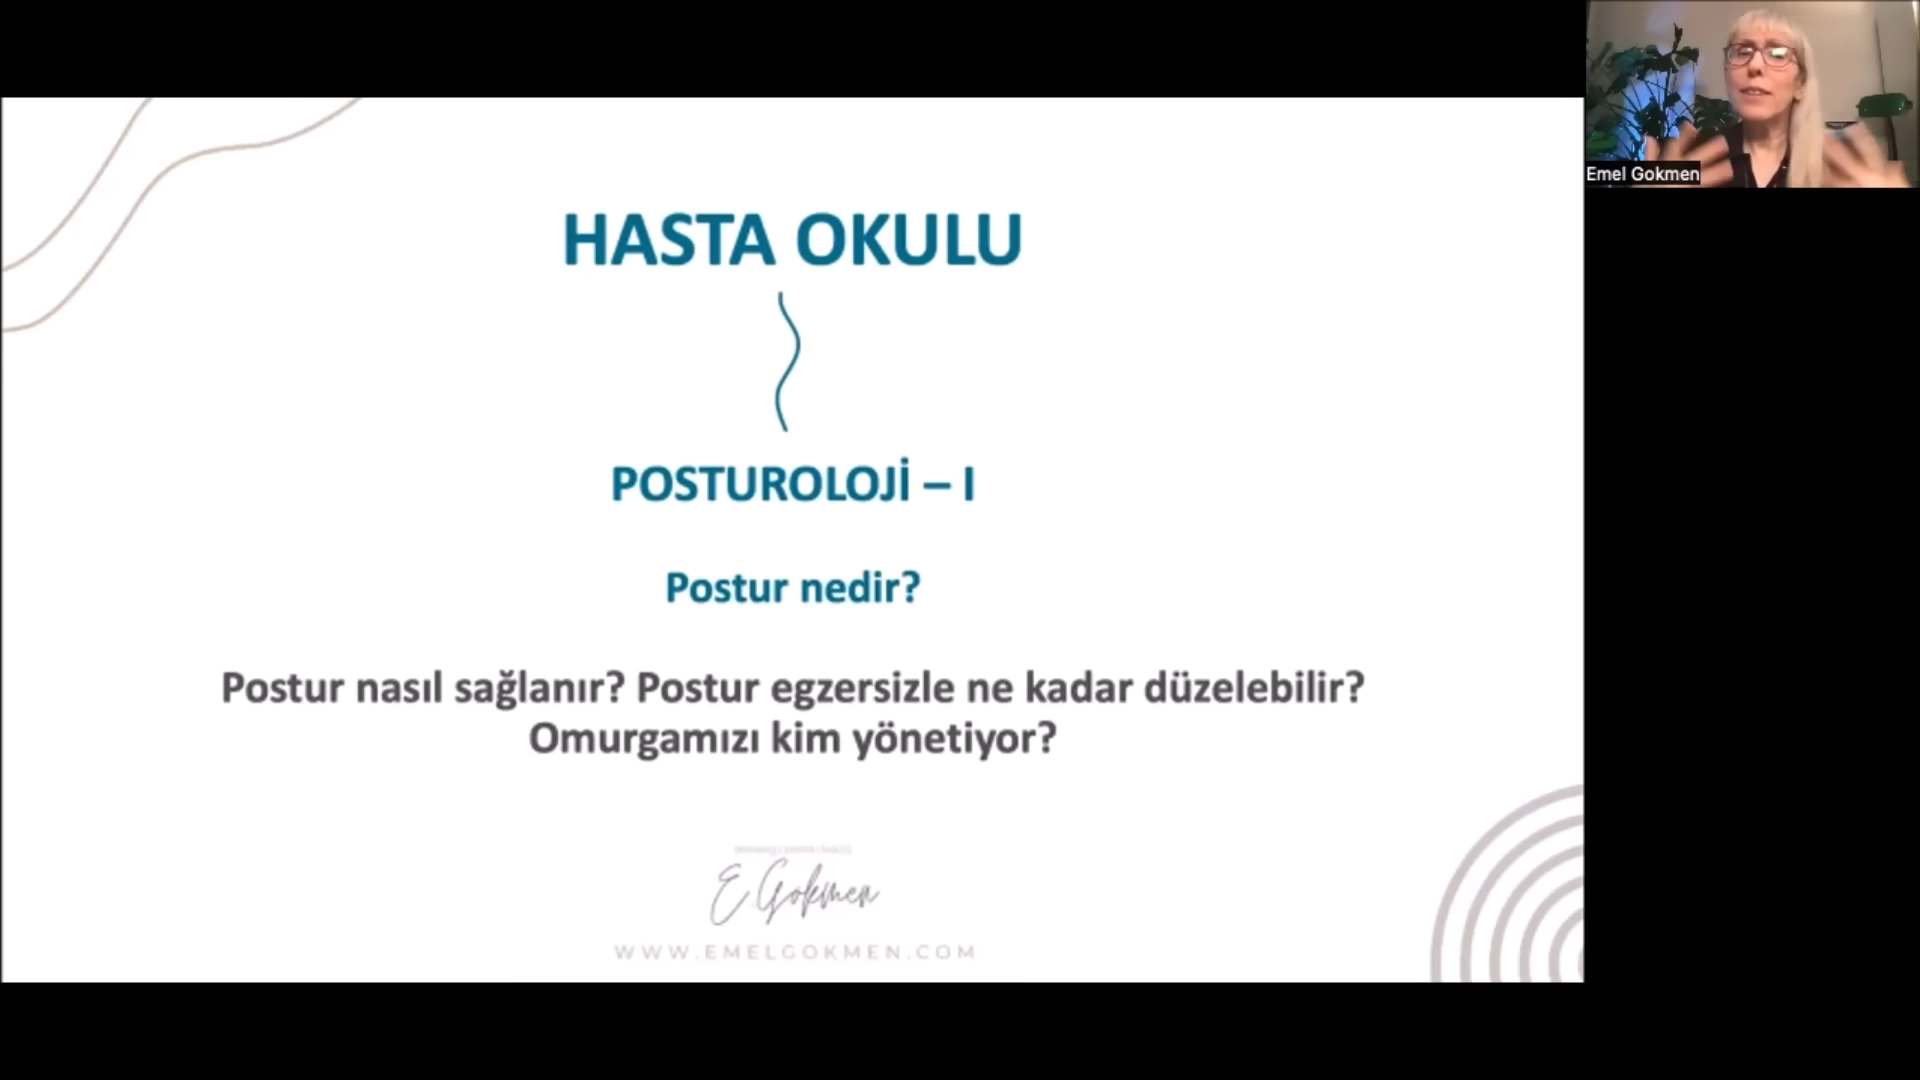 Emel Gokmen
HASTA OKULU
POSTUROLOJİ – I
Postur nedir?
Postur nasıl sağlanır? Postur egzersizle ne kadar düzelebilir?
Omurgamızı kim yönetiyor?
E.Gökmen
WWW.EMELGOKMEN.COM